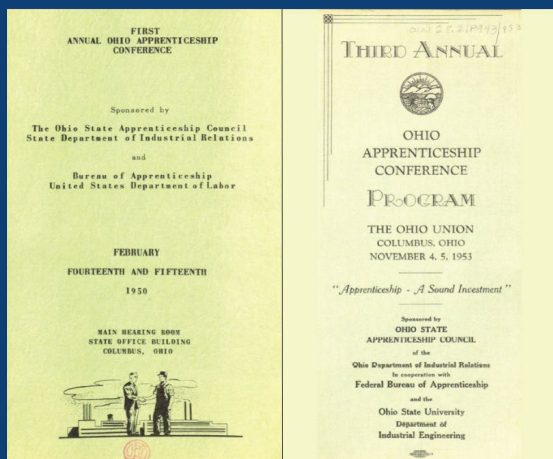 FIRST
ANNUAL OHIO APPRENTICESHIP
CONFERENCE
Sponsored by
The Ohio State Apprenticeship Council
State Department of Industrial Relations
and
Bureau of Apprenticeship
United States Department of Labor
FEBRUARY
FOURTEENTH AND FIFTEENTH
1950
MAIN HEARING ROOM
STATE OFFICE BUILDING
COLUMBUS, OHIO
THIRD ANNUAL
OHIO
APPRENTICESHIP
CONFERENCE
PROGRAM
THE OHIO UNION
COLUMBUS, OHIO
NOVEMBER 4, 5, 1953
"Apprenticeship - A Sound Investment"
Sponsored by
OHIO STATE
APPRENTICESHIP COUNCIL
of the
Ohio Department of Industrial Relations
In cooperation with
Federal Bureau of Apprenticeship
and the
Ohio State University
Department of
Industrial Engineering